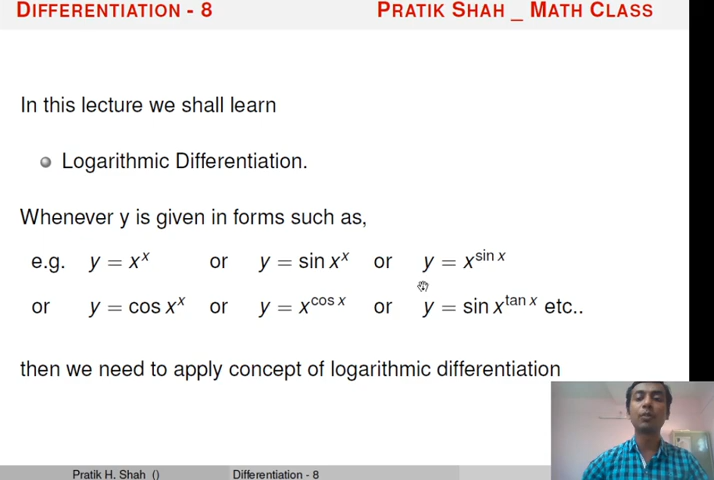 DIFFERENTIATION - 8 PRATIK SHAH _ MATH CLASS
In this lecture we shall learn
Logarithmic Differentiation.
Whenever y is given in forms such as,
e.g. y = x^x or y = sin x^x or y = x^{sin x}
or y = cos x^x or y = x^{cos x} or y = sin x^{tan x} etc..
then we need to apply concept of logarithmic differentiation
Pratik H. Shah () Differentiation - 8